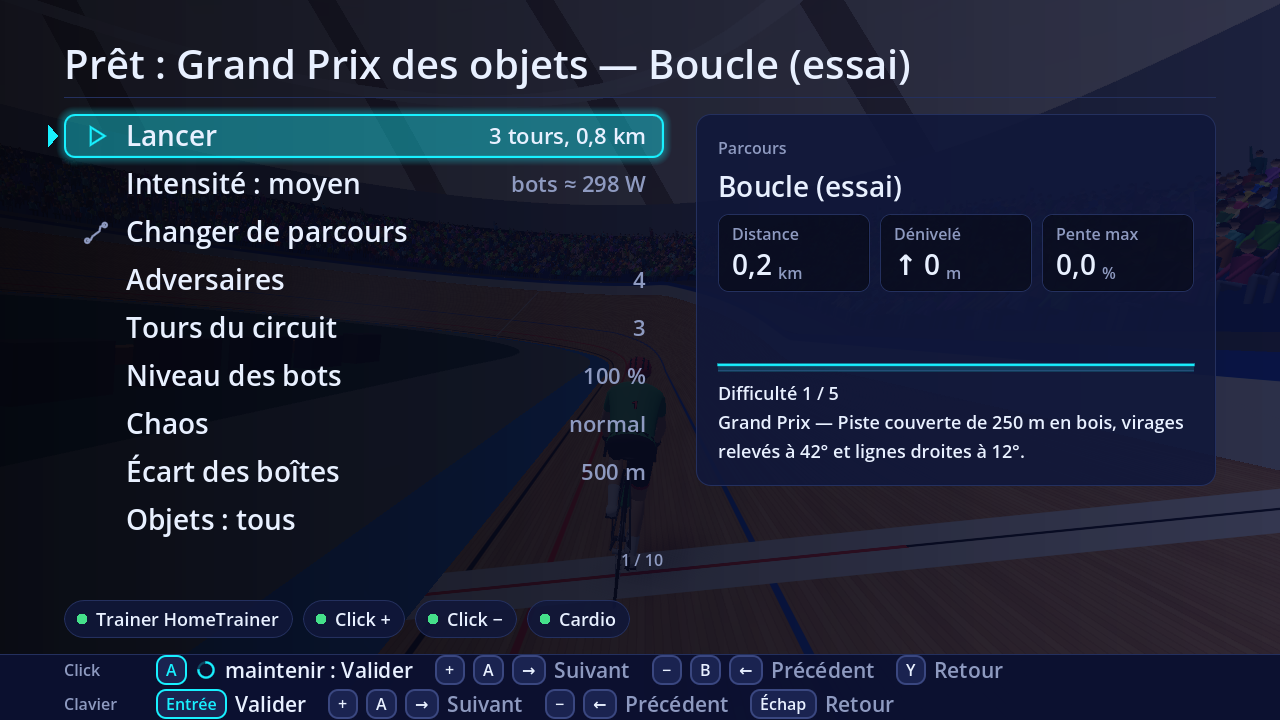 Prêt : Grand Prix des objets — Boucle (essai)
Lancer 3 tours, 0,8 km
Intensité : moyen bots ≈ 298 W
Changer de parcours
Adversaires 4
Tours du circuit 3
Niveau des bots 100 %
Chaos normal
Écart des boîtes 500 m
Objets : tous
1 / 10
Parcours
Boucle (essai)
Distance Dénivelé Pente max
0,2 km ↑ 0 m 0,0 %
Difficulté 1 / 5
Grand Prix — Piste couverte de 250 m en bois, virages
relevés à 42° et lignes droites à 12°.
Trainer HomeTrainer Click + Click − Cardio
Click A maintenir : Valider + A → Suivant − B ← Précédent Y Retour
Clavier Entrée Valider + A → Suivant − ← Précédent Échap Retour